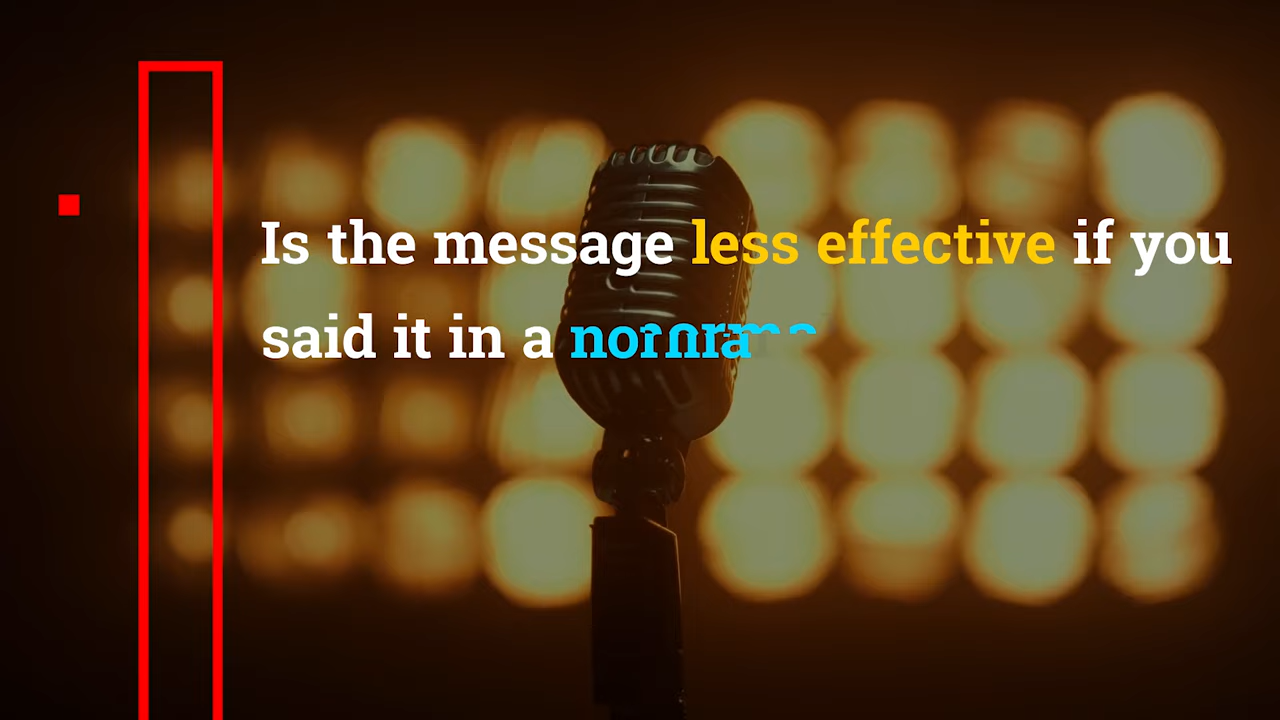 Is the message less effective if you
said it in a